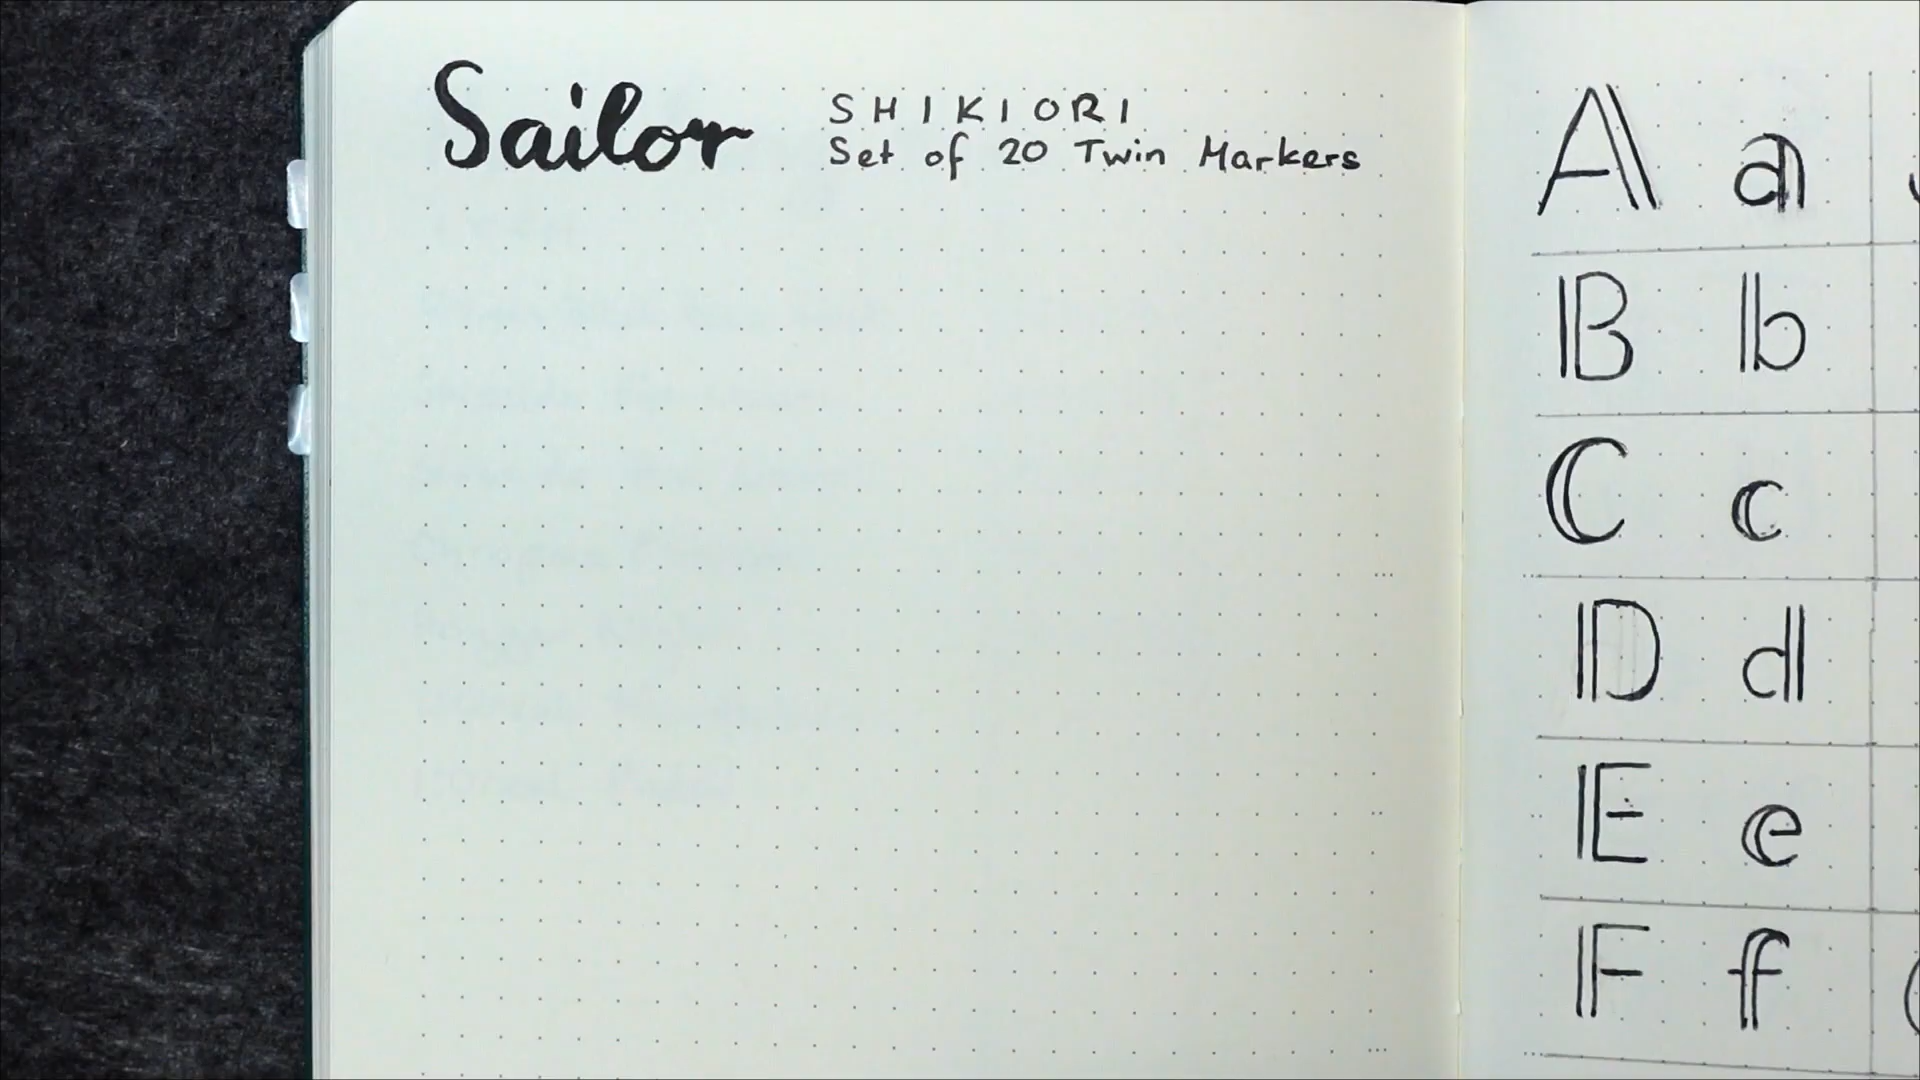 Sailor
SHIKIORI
Set of 20 Twin Markers
A a
B b
C c
D d
E e
F f